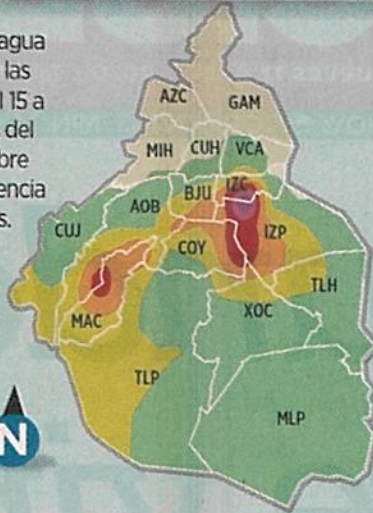 agua
las
l 15 a
del
bre
encia
s.
AZC
GAM
MIH
CUH
VCA
IZC
BJU
AOB
CUJ
COY
IZP
TLH
MAC
XOC
TLP
MLP
N